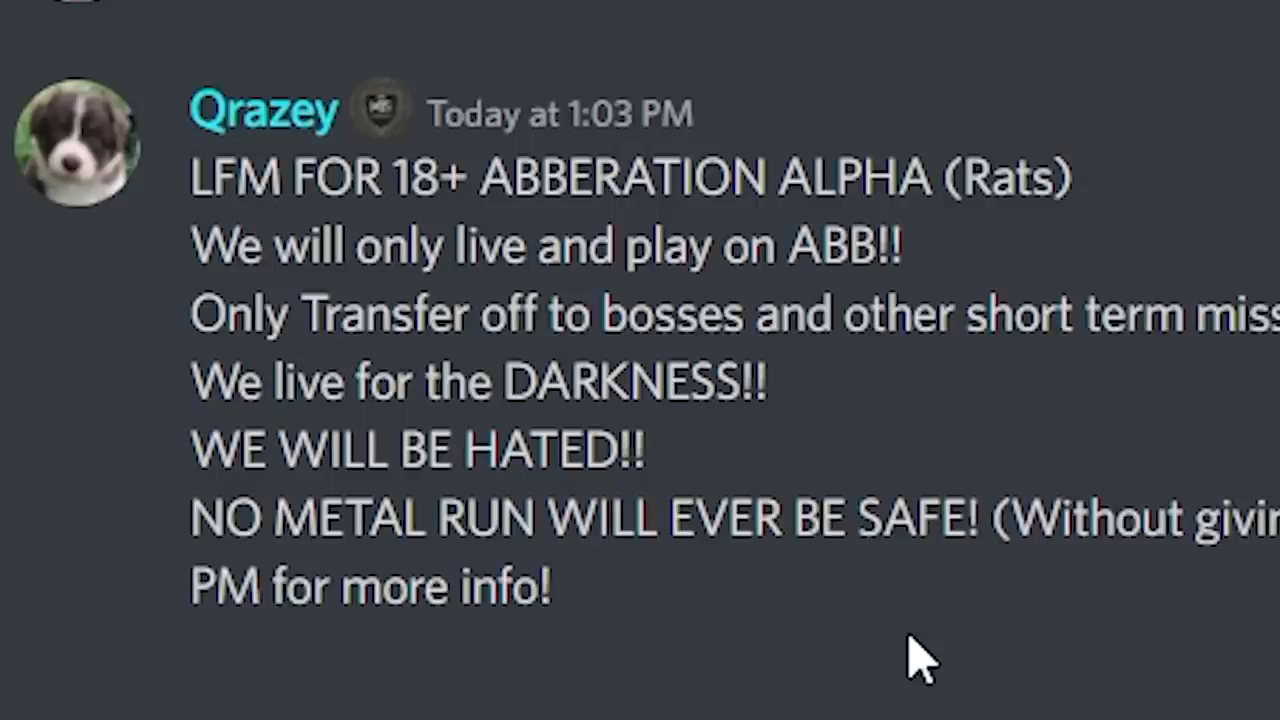 Qrazey Today at 1:03 PM
LFM FOR 18+ ABBERATION ALPHA (Rats)
We will only live and play on ABB!!
Only Transfer off to bosses and other short term
We live for the DARKNESS!!
WE WILL BE HATED!!
NO METAL RUN WILL EVER BE SAFE! (Without
PM for more info!